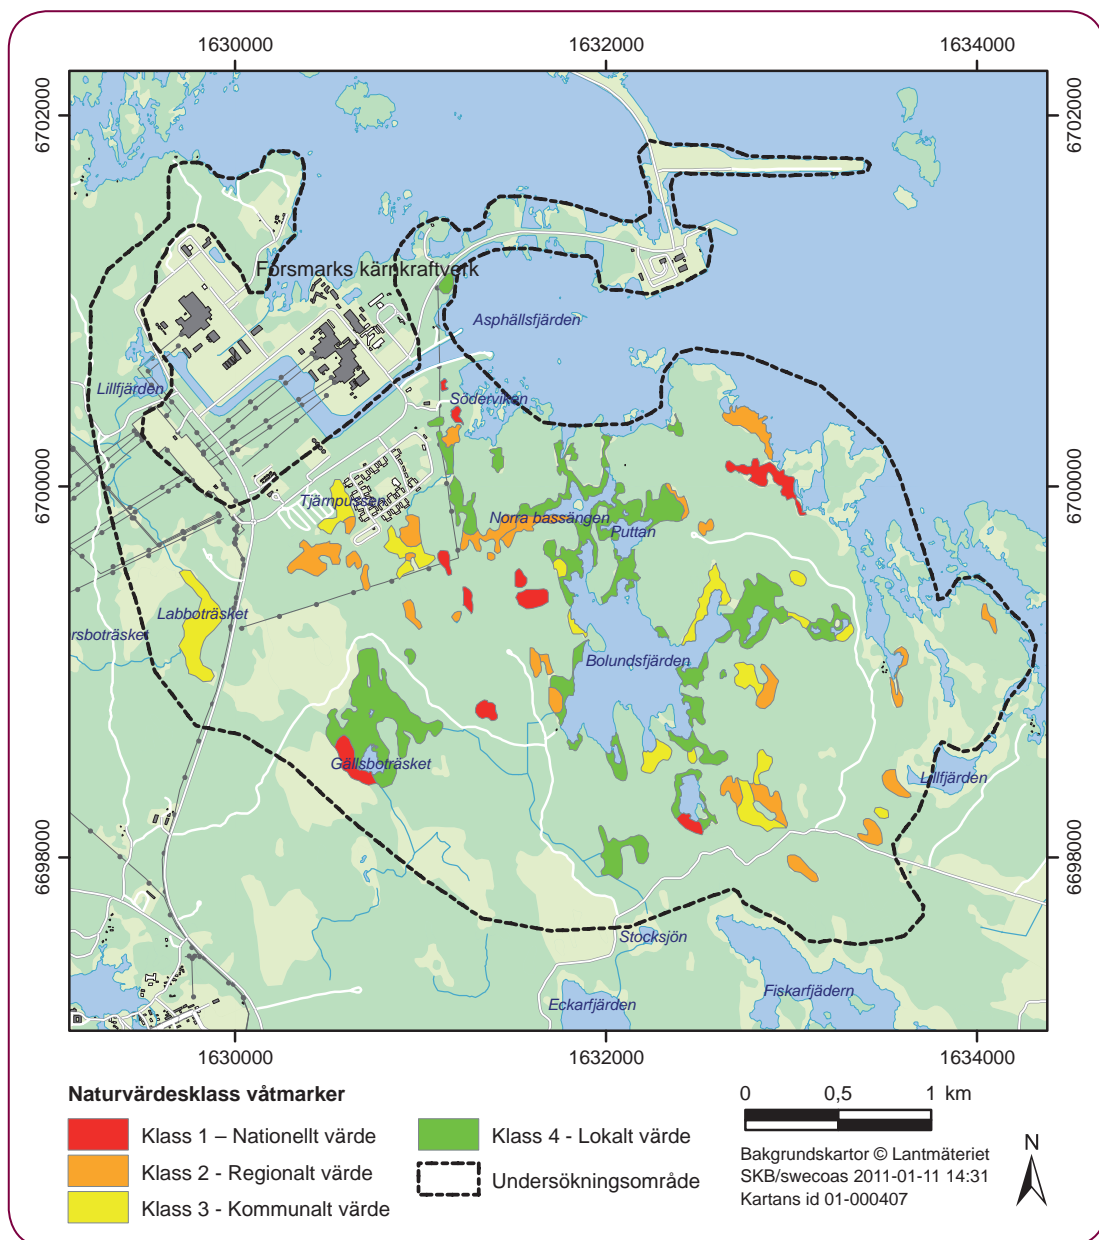 1630000
1632000
1634000
6702000
6702000
Forsmarks kärnkraftverk
Asphällsfjärden
Lillfjärden
Söderviken
6700000
6700000
Tjärnpussen
Norra bassängen
Puttan
Labboträsket
rsboträsket
Bolundsfjärden
Gällsboträsket
Lillfjärden
6698000
6698000
Stocksjön
Eckarfjärden
Fiskarfjädern
1630000
1632000
1634000
Naturvärdesklass våtmarker
Klass 1 – Nationellt värde
Klass 2 - Regionalt värde
Klass 3 - Kommunalt värde
Klass 4 - Lokalt värde
Undersökningsområde
0 0,5 1 km
Bakgrundskartor © Lantmäteriet
SKB/swecoas 2011-01-11 14:31
Kartans id 01-000407
N